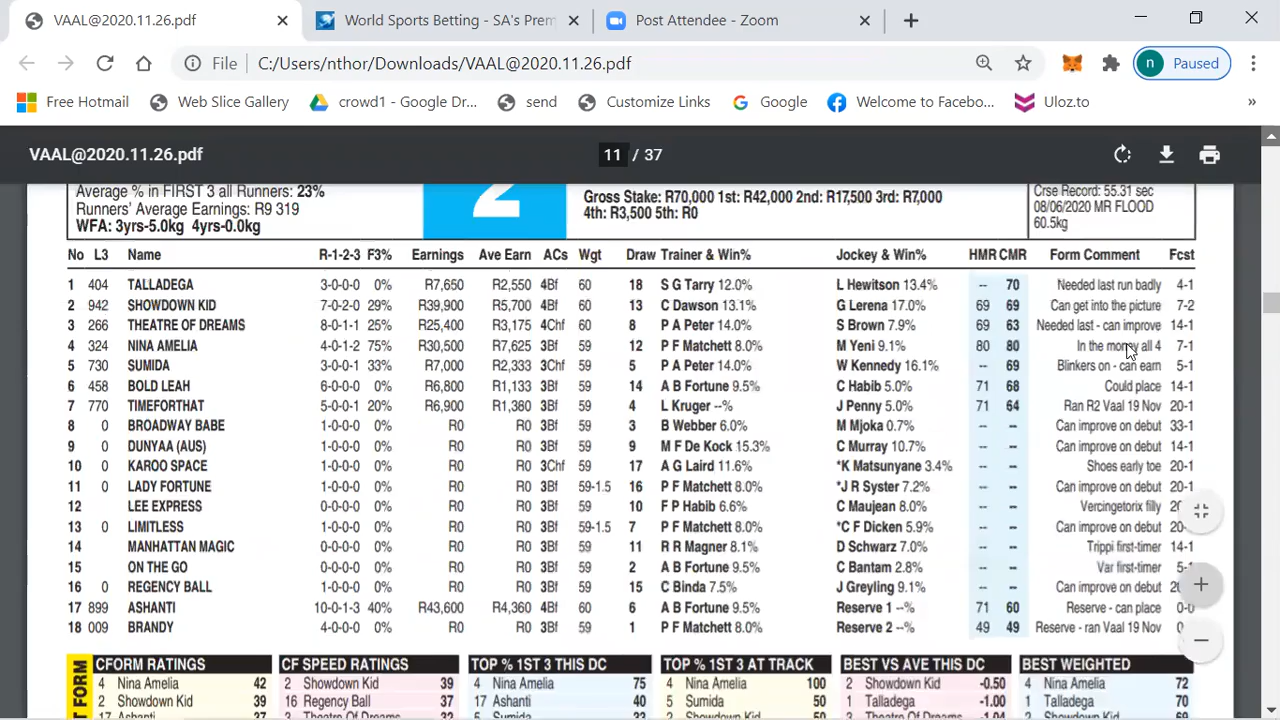 VAAL@2020.11.26.pdf
World Sports Betting - SA's Prem
Post Attendee - Zoom
File C:/Users/nthor/Downloads/VAAL@2020.11.26.pdf
n Paused
Free Hotmail Web Slice Gallery crowd1 - Google Dr... send Customize Links Google Welcome to Facebo... Uloz.to »
VAAL@2020.11.26.pdf 11 / 37
Average % in FIRST 3 all Runners: 23%
Runners' Average Earnings: R9 319
WFA: 3yrs-5.0kg 4yrs-0.0kg
2
Gross Stake: R70,000 1st: R42,000 2nd: R17,500 3rd: R7,000
4th: R3,500 5th: R0
Crse Record: 55.31 sec
08/06/2020 MR FLOOD
60.5kg
No L3 Name R-1-2-3 F3% Earnings Ave Earn ACs Wgt Draw Trainer & Win% Jockey & Win% HMR CMR Form Comment Fcst
1 404 TALLADEGA 3-0-0-0 0% R7,650 R2,550 4Bf 60 18 S G Tarry 12.0% L Hewitson 13.4% -- 70 Needed last run badly 4-1
2 942 SHOWDOWN KID 7-0-2-0 29% R39,900 R5,700 4Bf 60 13 C Dawson 13.1% G Lerena 17.0% 69 69 Can get into the picture 7-2
3 266 THEATRE OF DREAMS 8-0-1-1 25% R25,400 R3,175 4Chf 60 8 P A Peter 14.0% S Brown 7.9% 69 63 Needed last - can improve 14-1
4 324 NINA AMELIA 4-0-1-2 75% R30,500 R7,625 4Bf 60 12 P F Matchett 8.0% M Yeni 9.1% 80 80 In the money all 4 7-1
5 730 SUMIDA 3-0-0-1 33% R7,000 R2,333 3Chf 59 5 P A Peter 14.0% W Kennedy 16.1% -- 69 Blinkers on - can earn 5-1
6 458 BOLD LEAH 6-0-0-0 0% R6,800 R1,133 3Bf 59 14 A B Fortune 9.5% C Habib 5.0% 71 68 Could place 14-1
7 770 TIMEFORTHAT 5-0-0-1 20% R6,900 R1,380 3Bf 59 4 L Kruger --% J Penny 5.0% 71 64 Ran R2 Vaal 19 Nov 20-1
8 0 BROADWAY BABE 1-0-0-0 0% R0 R0 3Bf 59 3 B Webber 6.0% M Mjoka 0.7% -- -- Can improve on debut 33-1
9 0 DUNYAA (AUS) 1-0-0-0 0% R0 R0 3Bf 59 9 M F De Kock 15.3% C Murray 10.7% -- -- Can improve on debut 14-1
10 0 KAROO SPACE 1-0-0-0 0% R0 R0 3Chf 59 17 A G Laird 11.6% *K Matsunyane 3.4% -- -- Shoes early toe 20-1
11 0 LADY FORTUNE 1-0-0-0 0% R0 R0 3Bf 59-1.5 16 P F Matchett 8.0% *J R Syster 7.2% -- -- Can improve on debut 20-1
12 LEE EXPRESS 0-0-0-0 0% R0 R0 3Bf 59 10 F P Habib 6.6% C Maujean 8.0% -- -- Vercingetorix filly
13 0 LIMITLESS 1-0-0-0 0% R0 R0 3Bf 59-1.5 7 P F Matchett 8.0% *C F Dicken 5.9% -- -- Can improve on debut
14 MANHATTAN MAGIC 0-0-0-0 0% R0 R0 3Bf 59 11 R R Magner 8.1% D Schwarz 7.0% -- -- Trippi first-timer 14-1
15 ON THE GO 0-0-0-0 0% R0 R0 3Bf 59 2 A B Fortune 9.5% C Bantam 2.8% -- -- Var first-timer
16 0 REGENCY BALL 1-0-0-0 0% R0 R0 3Bf 59 15 C Binda 7.5% J Greyling 9.1% -- -- Can improve on debut
17 899 ASHANTI 10-0-1-3 40% R43,600 R4,360 4Bf 60 6 A B Fortune 9.5% Reserve 1 --% 71 60 Reserve - can place
18 009 BRANDY 4-0-0-0 0% R0 R0 3Bf 59 1 P F Matchett 8.0% Reserve 2 --% 49 49 Reserve - ran Vaal 19 Nov
FORM
CFORM RATINGS CF SPEED RATINGS TOP % 1ST 3 THIS DC TOP % 1ST 3 AT TRACK BEST VS AVE THIS DC BEST WEIGHTED
4 Nina Amelia 42 2 Showdown Kid 39 4 Nina Amelia 75 4 Nina Amelia 100 2 Showdown Kid -0.50 4 Nina Amelia 72
2 Showdown Kid 39 16 Regency Ball 37 17 Ashanti 40 5 Sumida 50 1 Talladega -1.00 1 Talladega 70
17 Ashanti 3 Theatre Of Dreams 5 Sumida 2 Showdown Kid 3 Theatre Of Dreams 2 Showdown Kid